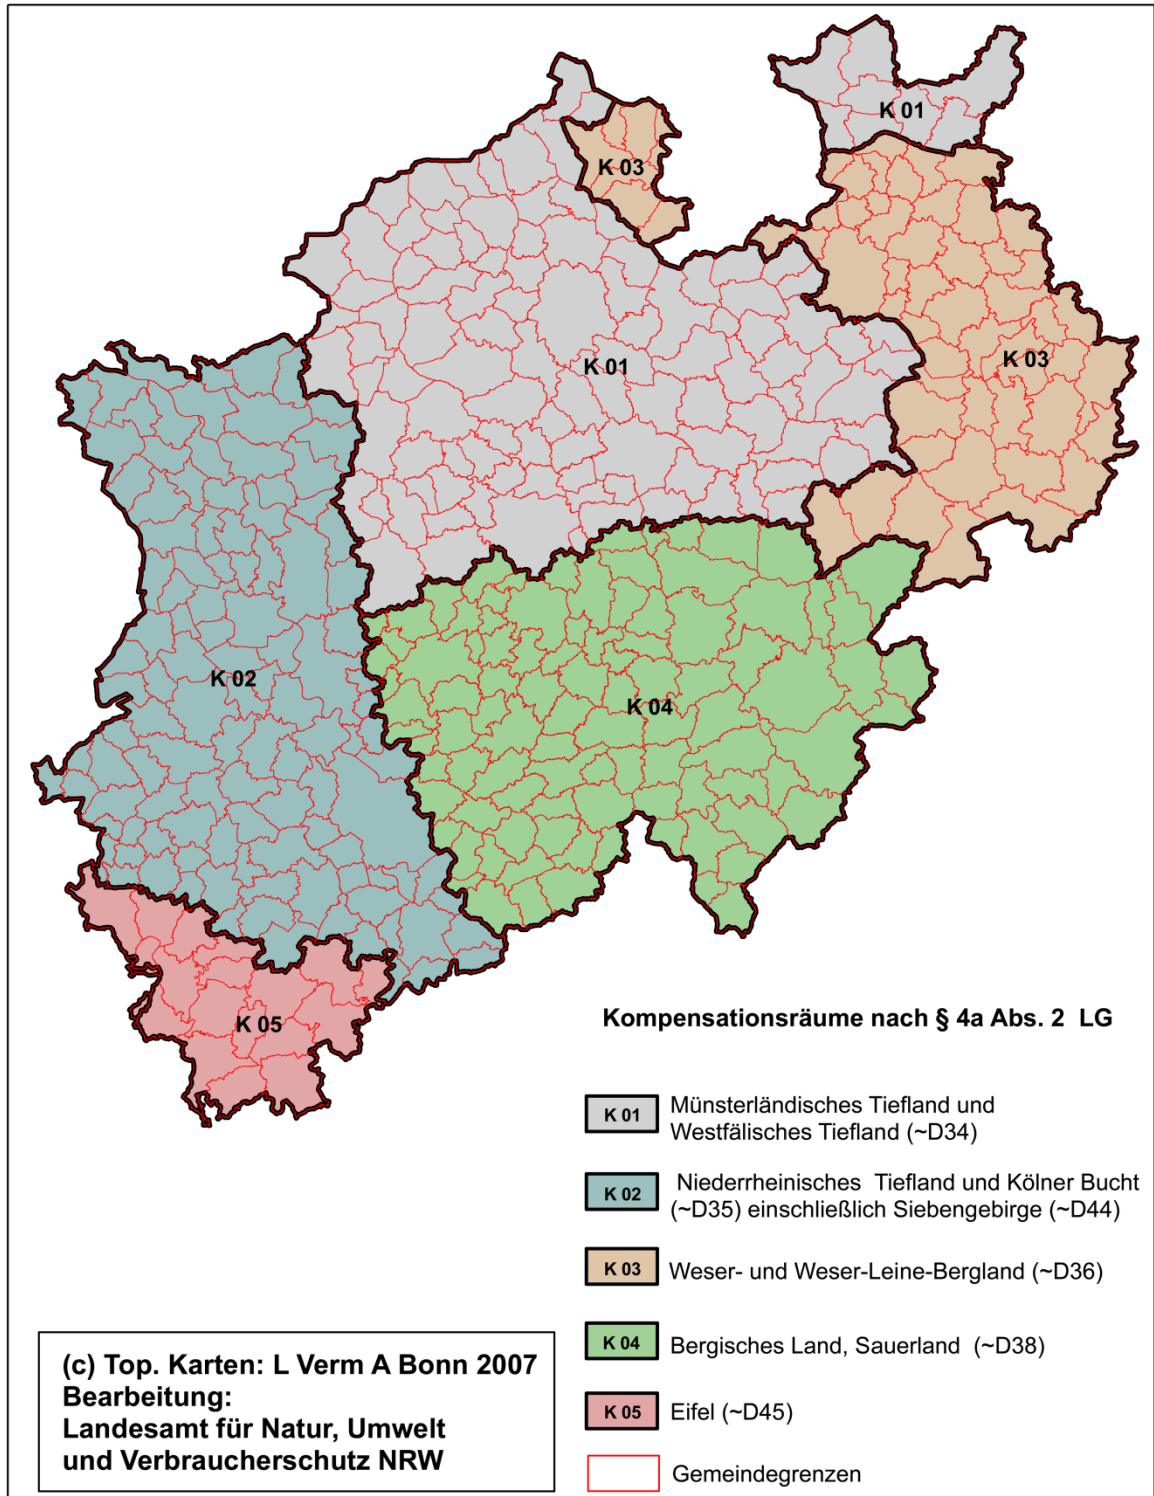 K 01
K 03
K 01
K 03
K 02
K 04
K 05
Kompensationsräume nach § 4a Abs. 2 LG
K 01 Münsterländisches Tiefland und
Westfälisches Tiefland (~D34)
K 02 Niederrheinisches Tiefland und Kölner Bucht
(~D35) einschließlich Siebengebirge (~D44)
K 03 Weser- und Weser-Leine-Bergland (~D36)
K 04 Bergisches Land, Sauerland (~D38)
K 05 Eifel (~D45)
Gemeindegrenzen
(c) Top. Karten: L Verm A Bonn 2007
Bearbeitung:
Landesamt für Natur, Umwelt
und Verbraucherschutz NRW